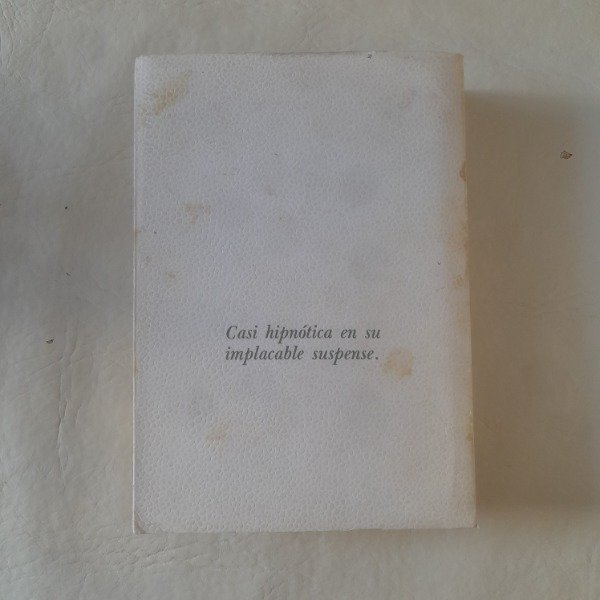 Casi hipnótica en su
implacable suspense.